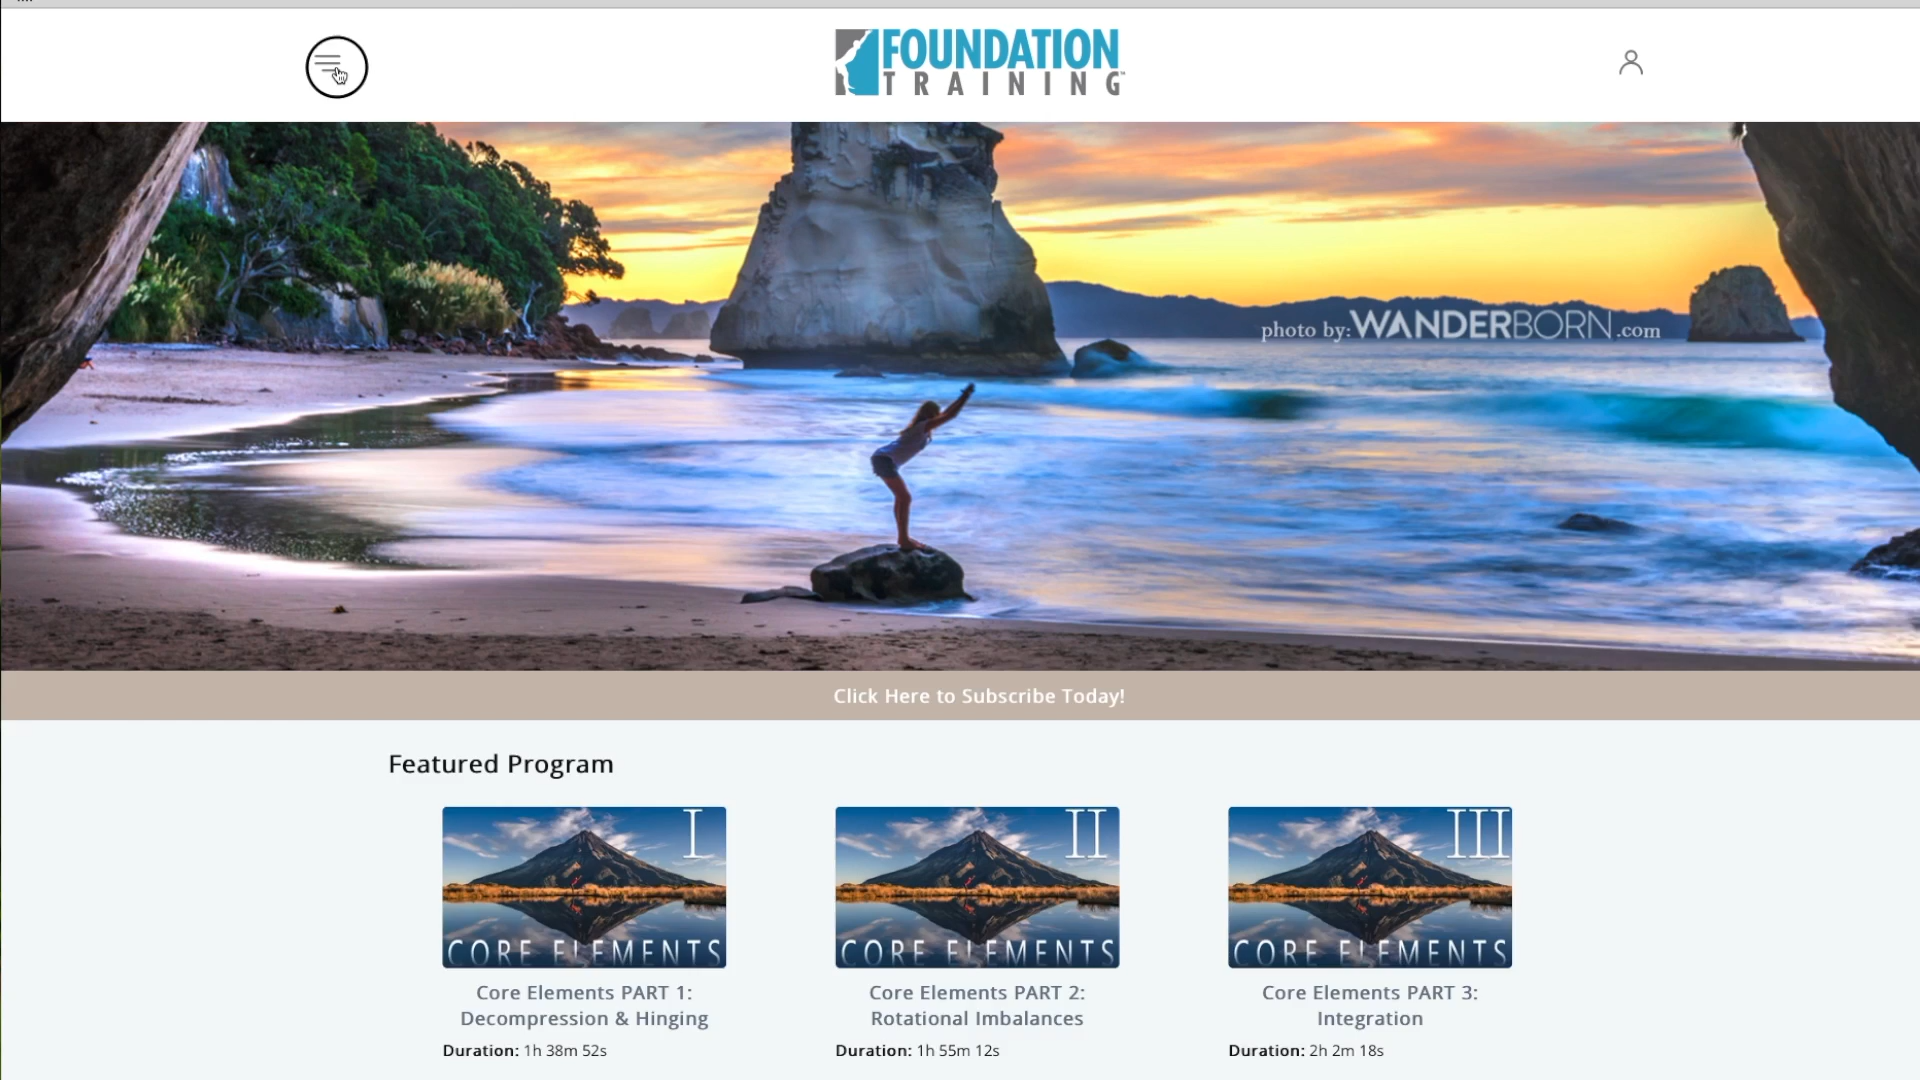 FOUNDATION
TRAINING™
photo by: WANDERBORN.com
Click Here to Subscribe Today!
Featured Program
I
CORE ELEMENTS
II
CORE ELEMENTS
III
CORE ELEMENTS
Core Elements PART 1:
Decompression & Hinging
Duration: 1h 38m 52s
Core Elements PART 2:
Rotational Imbalances
Duration: 1h 55m 12s
Core Elements PART 3:
Integration
Duration: 2h 2m 18s